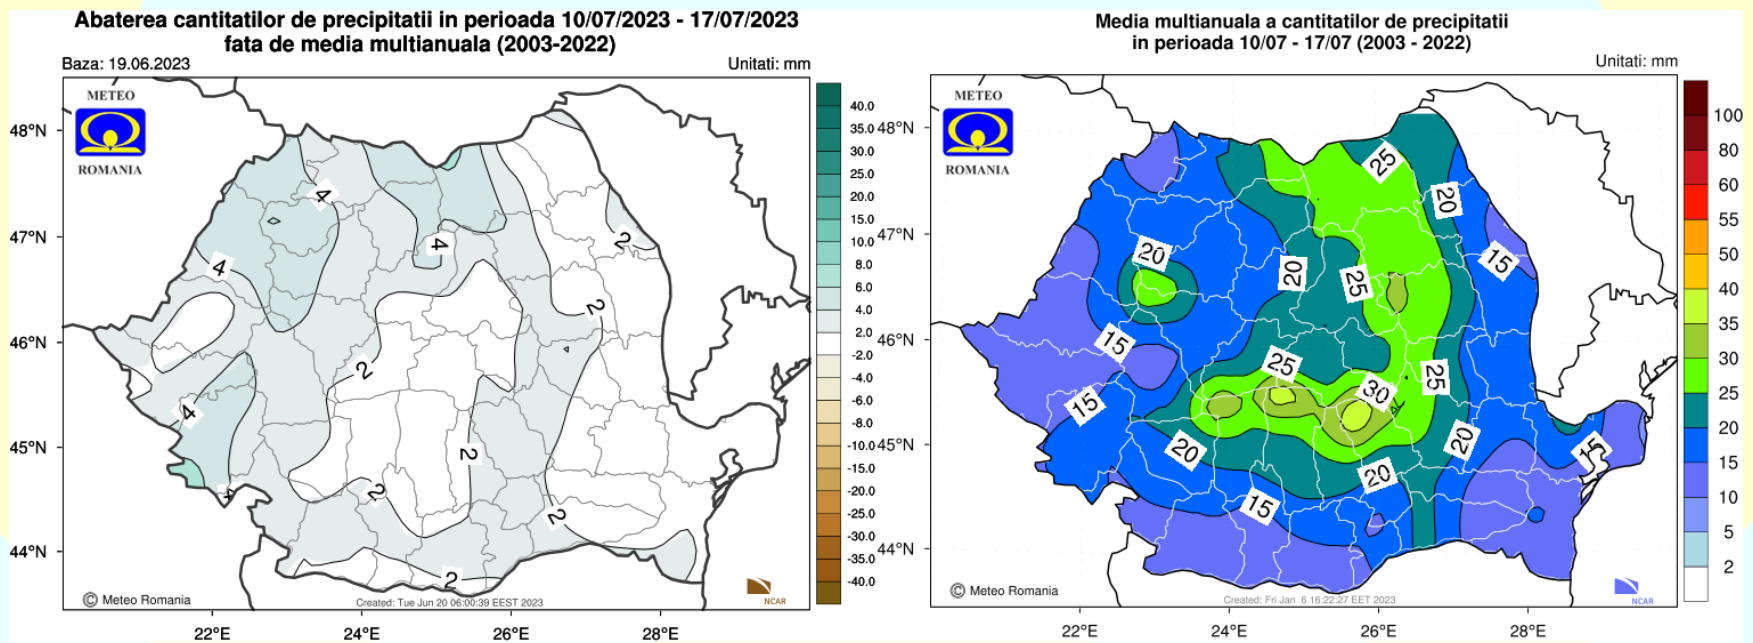 Abaterea cantitatilor de precipitatii in perioada 10/07/2023 - 17/07/2023
fata de media multianuala (2003-2022)
Baza: 19.06.2023
Unitati: mm
METEO
ROMANIA
48°N
47°N
46°N
45°N
44°N
22°E
24°E
26°E
28°E
4
4
4
4
2
2
2
2
2
2
2
40.0
35.0
30.0
25.0
20.0
15.0
10.0
8.0
6.0
4.0
2.0
-2.0
-4.0
-6.0
-8.0
-10.0
-15.0
-20.0
-25.0
-30.0
-35.0
-40.0
© Meteo Romania
Created: Tue Jun 20 06:00:39 EEST 2023
NCAR
Media multianuala a cantitatilor de precipitatii
in perioada 10/07 - 17/07 (2003 - 2022)
Unitati: mm
METEO
ROMANIA
48°N
47°N
46°N
45°N
44°N
22°E
24°E
26°E
28°E
25
20
20
20
25
15
15
25
30
25
15
20
20
20
15
15
100
80
60
55
50
40
35
30
25
20
15
10
5
2
© Meteo Romania
Created: Fri Jan 6 16:22:27 EET 2023
NCAR